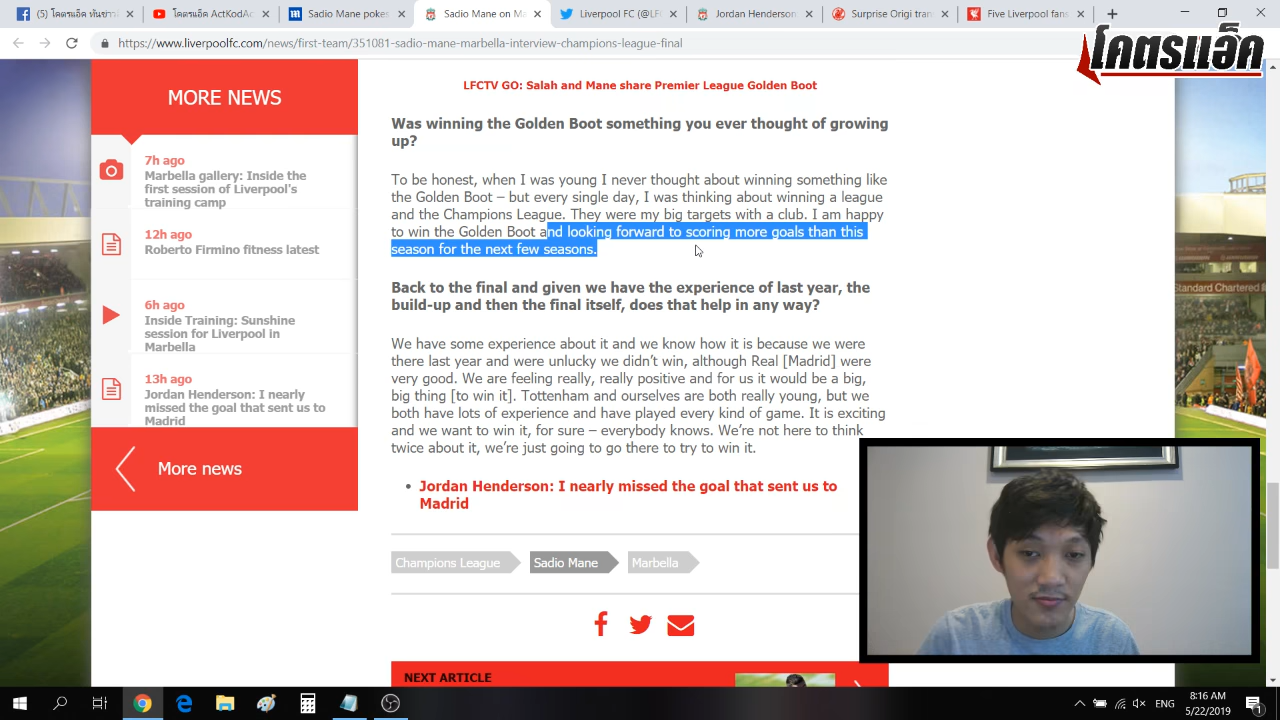 Sadio Mane pokes
Sadio Mane on Ma
Liverpool FC (@LF
Jordan Henderson:
Surprise Origi tran
Five Liverpool fans
https://www.liverpoolfc.com/news/first-team/351081-sadio-mane-marbella-interview-champions-league-final
โคตรแอ็ค
MORE NEWS
7h ago
Marbella gallery: Inside the
first session of Liverpool's
training camp
12h ago
Roberto Firmino fitness latest
6h ago
Inside Training: Sunshine
session for Liverpool in
Marbella
13h ago
Jordan Henderson: I nearly
missed the goal that sent us to
Madrid
More news
LFCTV GO: Salah and Mane share Premier League Golden Boot
Was winning the Golden Boot something you ever thought of growing
up?
To be honest, when I was young I never thought about winning something like
the Golden Boot – but every single day, I was thinking about winning a league
and the Champions League. They were my big targets with a club. I am happy
to win the Golden Boot and looking forward to scoring more goals than this
season for the next few seasons.
Back to the final and given we have the experience of last year, the
build-up and then the final itself, does that help in any way?
We have some experience about it and we know how it is because we were
there last year and were unlucky we didn't win, although Real [Madrid] were
very good. We are feeling really, really positive and for us it would be a big,
big thing [to win it]. Tottenham and ourselves are both really young, but we
both have lots of experience and have played every kind of game. It is exciting
and we want to win it, for sure – everybody knows. We're not here to think
twice about it, we're just going to go there to try to win it.
• Jordan Henderson: I nearly missed the goal that sent us to
Madrid
Champions League
Sadio Mane
Marbella
NEXT ARTICLE
Standard Chartered
ENG
8:16 AM
5/22/2019